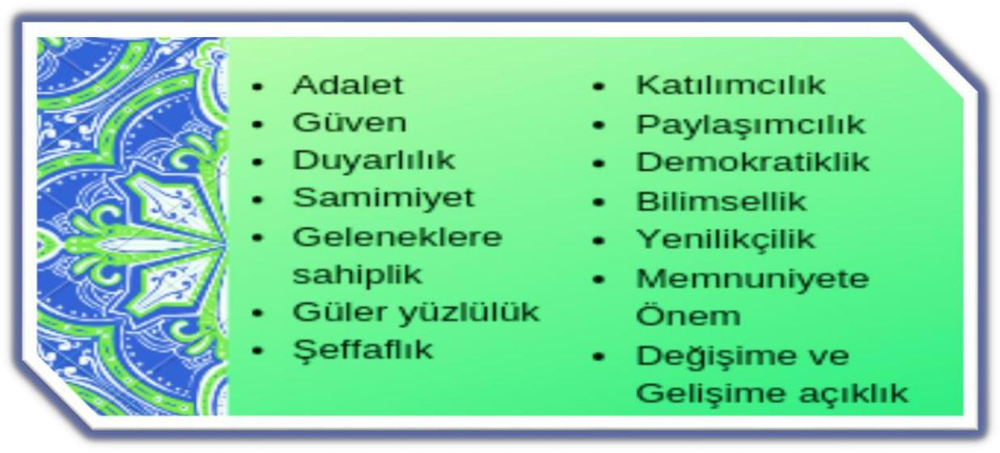 • Adalet
• Güven
• Duyarlılık
• Samimiyet
• Geleneklere
sahiplik
• Güler yüzlülük
• Şeffaflık
• Katılımcılık
• Paylaşımcılık
• Demokratiklik
• Bilimsellik
• Yenilikçilik
• Memnuniyete
Önem
• Değişime ve
Gelişime açıklık